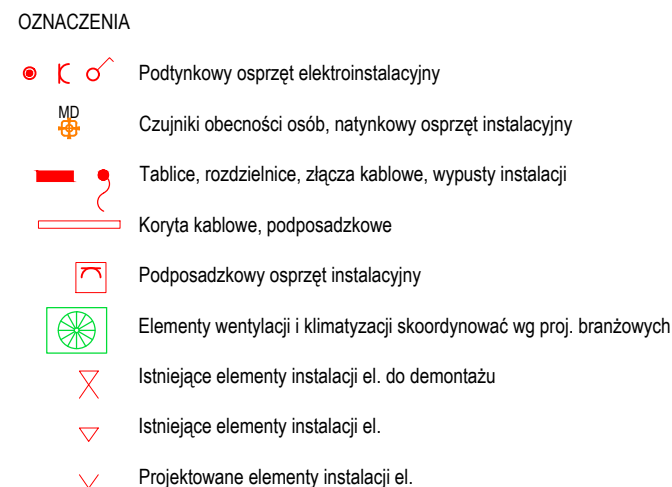 OZNACZENIA
Podtynkowy osprzęt elektroinstalacyjny
MD
Czujniki obecności osób, natynkowy osprzęt instalacyjny
Tablice, rozdzielnice, złącza kablowe, wypusty instalacji
Koryta kablowe, podposadzkowe
Podposadzkowy osprzęt instalacyjny
Elementy wentylacji i klimatyzacji skoordynować wg proj. branżowych
Istniejące elementy instalacji el. do demontażu
Istniejące elementy instalacji el.
Projektowane elementy instalacji el.